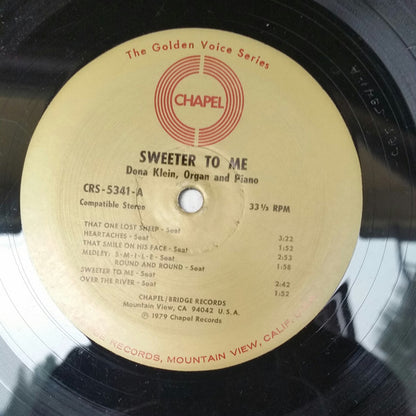 The Golden Voice Series
CHAPEL
SWEETER TO ME
Dona Klein, Organ and Piano
CRS-5341-A
Compatible Stereo 33⅓ RPM
THAT ONE LOST SHEEP - Seat 3:22
HEARTACHES - Seat 1:52
THAT SMILE ON HIS FACE - Seat 2:53
MEDLEY: S-M-I-L-E - Seat 1:58
ROUND AND ROUND - Seat
SWEETER TO ME - Seat 2:42
OVER THE RIVER - Seat 1:52
CHAPEL/BRIDGE RECORDS
Mountain View, CA 94042 U.S.A.
© 1979 Chapel Records
RECORDS, MOUNTAIN VIEW, CALIF.
CRS 5341 A